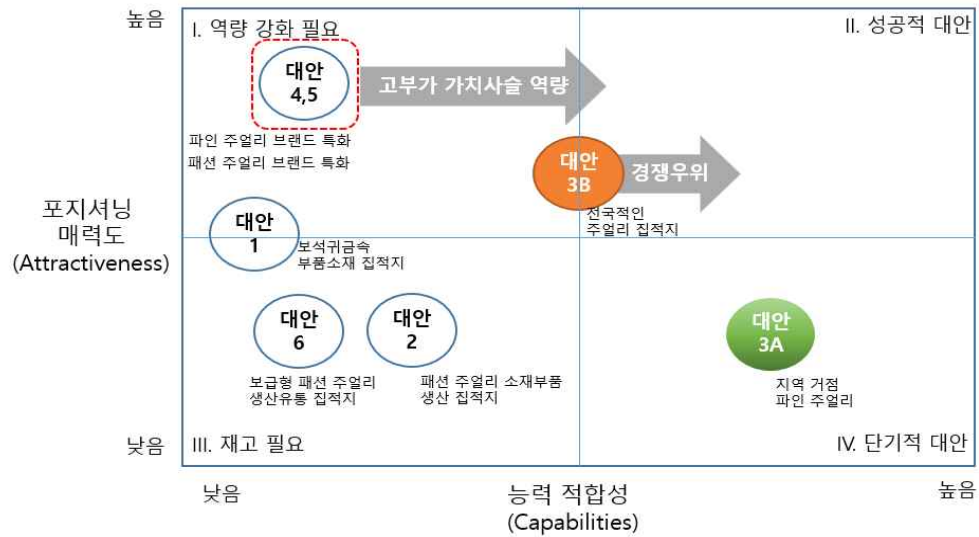 높음
I. 역량 강화 필요
II. 성공적 대안
대안
4,5
고부가 가치사슬 역량
파인 주얼리 브랜드 특화
패션 주얼리 브랜드 특화
대안
3B
경쟁우위
전국적인
주얼리 집적지
포지셔닝
매력도
(Attractiveness)
대안
1
보석귀금속
부품소재 집적지
대안
6
보급형 패션 주얼리
생산유통 집적지
대안
2
패션 주얼리 소재부품
생산 집적지
대안
3A
지역 거점
파인 주얼리
낮음
III. 재고 필요
IV. 단기적 대안
낮음
능력 적합성
(Capabilities)
높음